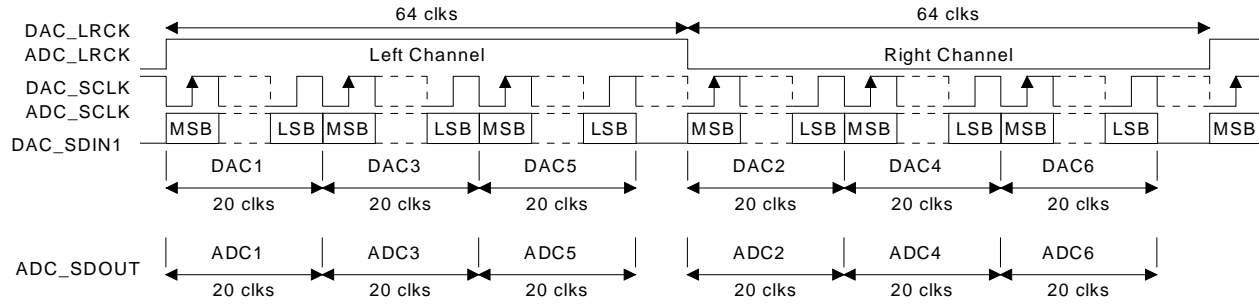 64 clks 64 clks
DAC_LRCK
ADC_LRCK Left Channel Right Channel
DAC_SCLK
ADC_SCLK
MSB LSB MSB LSB MSB LSB MSB LSB MSB LSB MSB LSB MSB
DAC_SDIN1
DAC1 DAC3 DAC5 DAC2 DAC4 DAC6
20 clks 20 clks 20 clks 20 clks 20 clks 20 clks
ADC1 ADC3 ADC5 ADC2 ADC4 ADC6
ADC_SDOUT
20 clks 20 clks 20 clks 20 clks 20 clks 20 clks